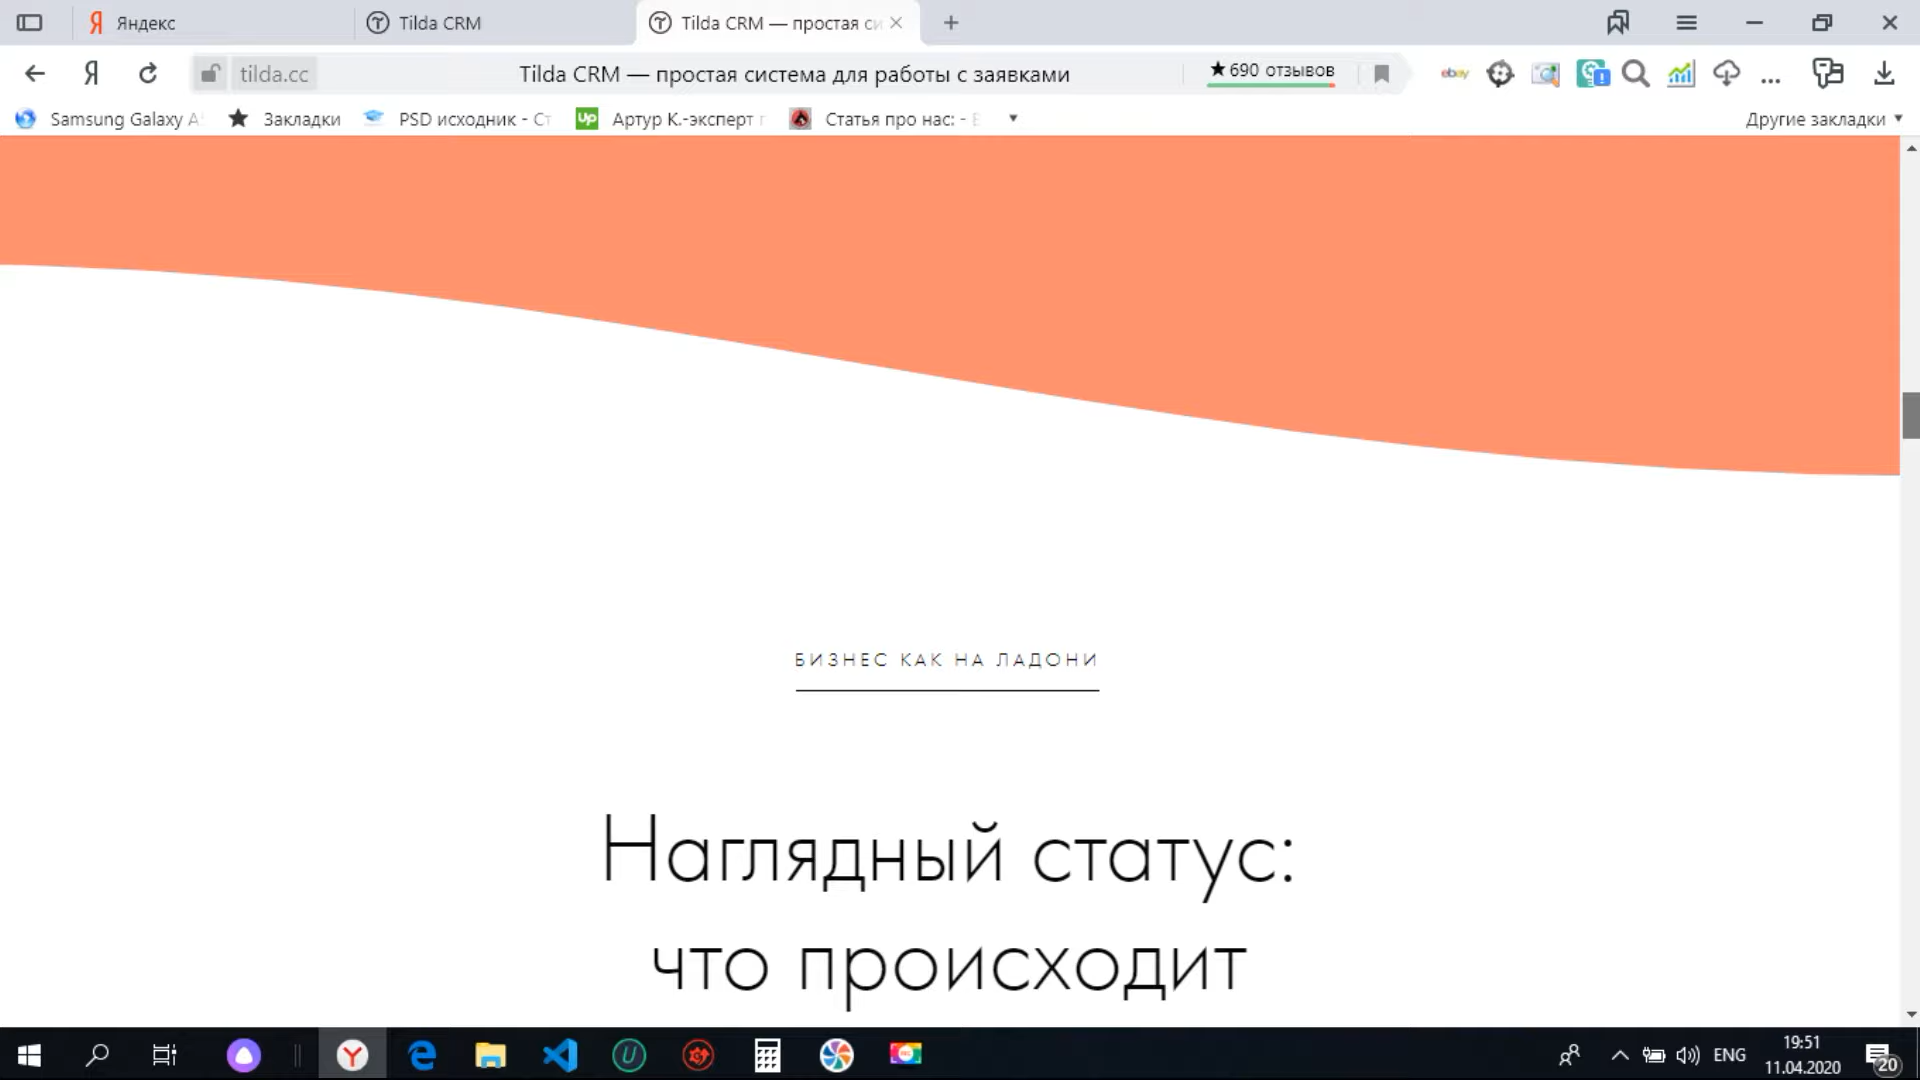 Яндекс
Tilda CRM
Tilda CRM — простая си
Я
tilda.cc
Tilda CRM — простая система для работы с заявками
★690 отзывов
ebay
...
Samsung Galaxy A
Закладки
PSD исходник - Ст
Up
Артур К.-эксперт
Статья про нас: -
Другие закладки
БИЗНЕС КАК НА ЛАДОНИ
Наглядный статус:
что происходит
ENG
19:51
11.04.2020
20